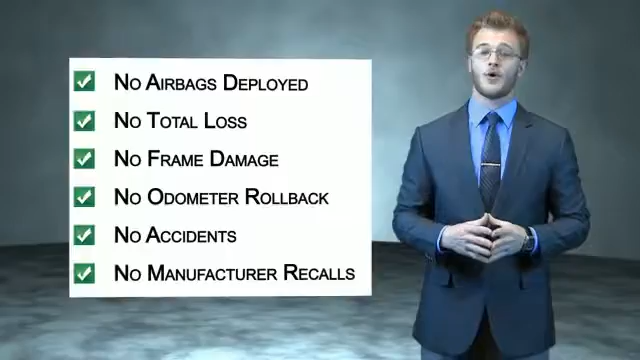 No Airbags Deployed
No Total Loss
No Frame Damage
No Odometer Rollback
No Accidents
No Manufacturer Recalls